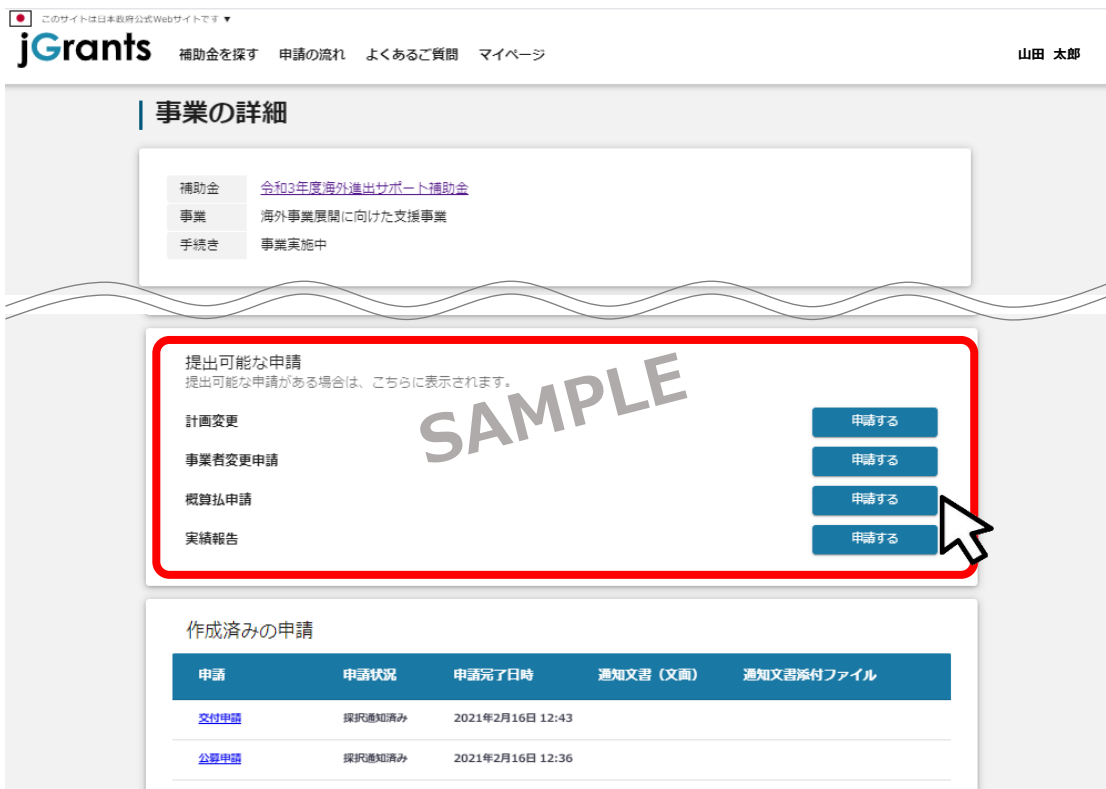 このサイトは日本政府公式Webサイトです ▼
jGrants 補助金を探す 申請の流れ よくあるご質問 マイページ 山田 太郎
事業の詳細
補助金 令和3年度海外進出サポート補助金
事業 海外事業展開に向けた支援事業
手続き 事業実施中
提出可能な申請
提出可能な申請がある場合は、こちらに表示されます。
SAMPLE
計画変更 申請する
事業者変更申請 申請する
概算払申請 申請する
実績報告 申請する
作成済みの申請
申請 申請状況 申請完了日時 通知文書（文面） 通知文書添付ファイル
交付申請 採択通知済み 2021年2月16日 12:43
公募申請 採択通知済み 2021年2月16日 12:36